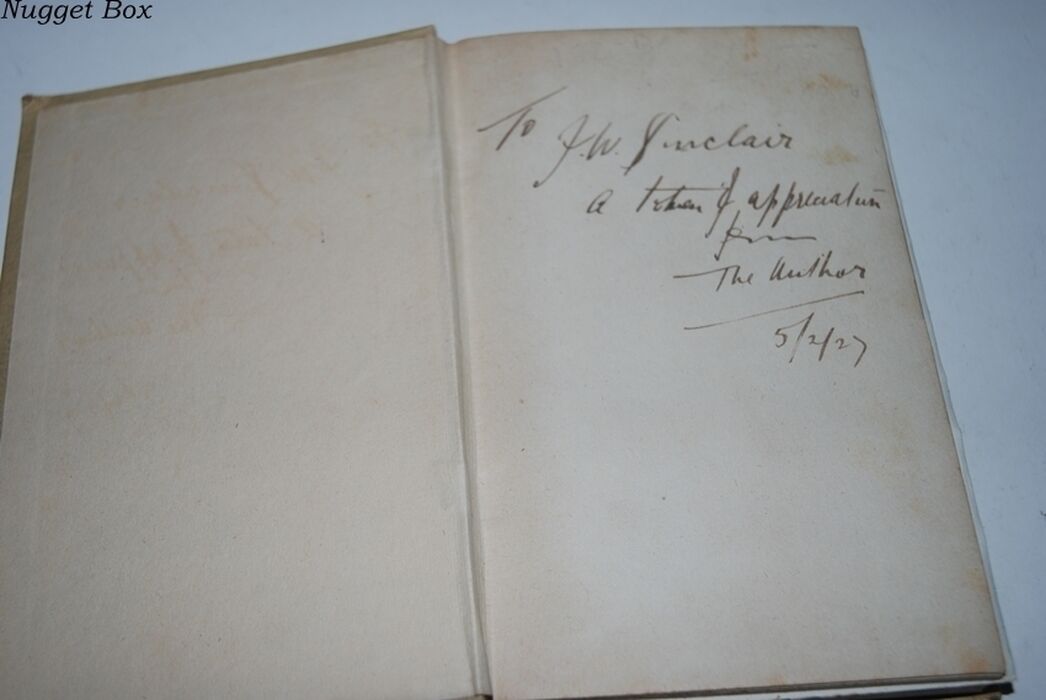 Nugget Box
To
J.W. Sinclair
A token of appreciation
from
The Author
5/2/27